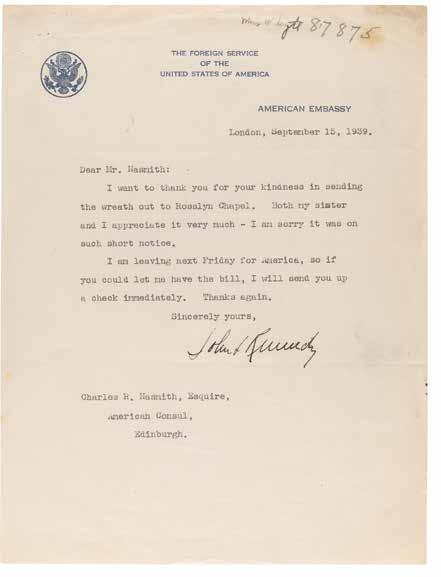 87875
THE FOREIGN SERVICE
OF THE
UNITED STATES OF AMERICA
AMERICAN EMBASSY
London, September 15, 1939.
Dear Mr. Nasmith:
I want to thank you for your kindness in sending
the wreath out to Rosslyn Chapel. Both my sister
and I appreciate it very much - I am sorry it was on
such short notice.
I am leaving next Friday for America, so if
you could let me have the bill, I will send you up
a check immediately. Thanks again.
Sincerely yours,
John F Kennedy
Charles R. Nasmith, Esquire,
American Consul,
Edinburgh.